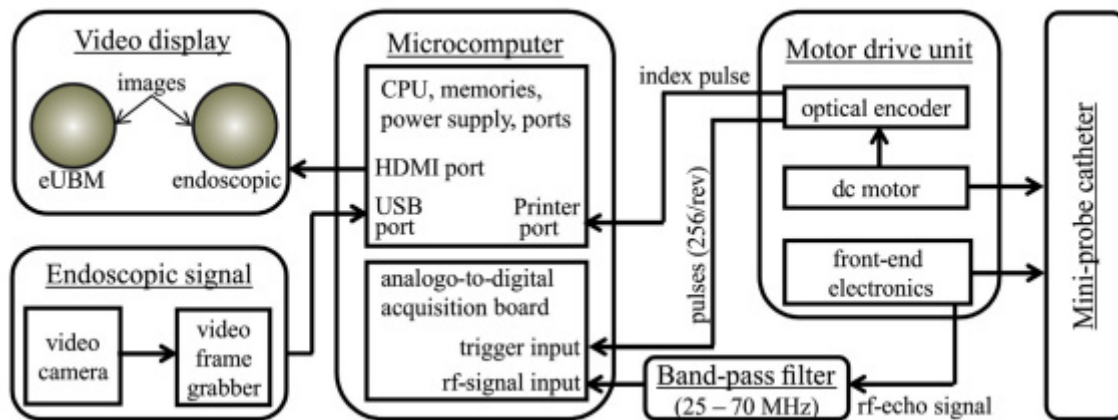 Video display
images
eUBM
endoscopic
Endoscopic signal
video
camera
video
frame
grabber
Microcomputer
CPU, memories,
power supply, ports
HDMI port
USB
port
Printer
port
analogo-to-digital
acquisition board
trigger input
rf-signal input
index pulse
pulses (256/rev)
Motor drive unit
optical encoder
dc motor
front-end
electronics
Band-pass filter
(25 – 70 MHz)
rf-echo signal
Mini-probe catheter